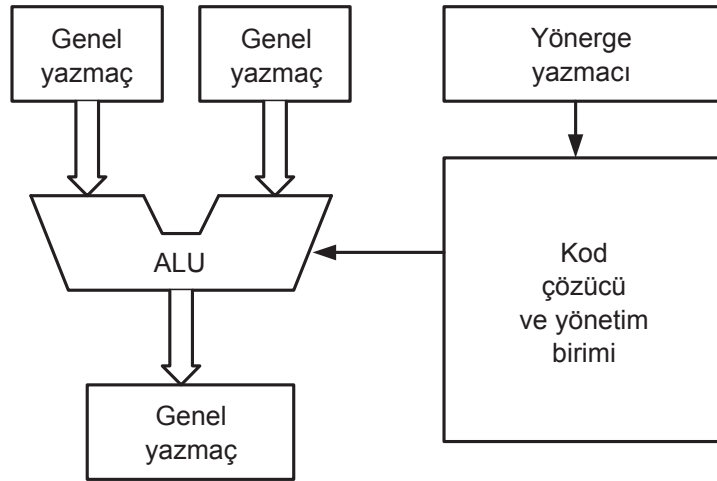 Genel
yazmaç
Genel
yazmaç
Yönerge
yazmacı
ALU
Kod
çözücü
ve yönetim
birimi
Genel
yazmaç